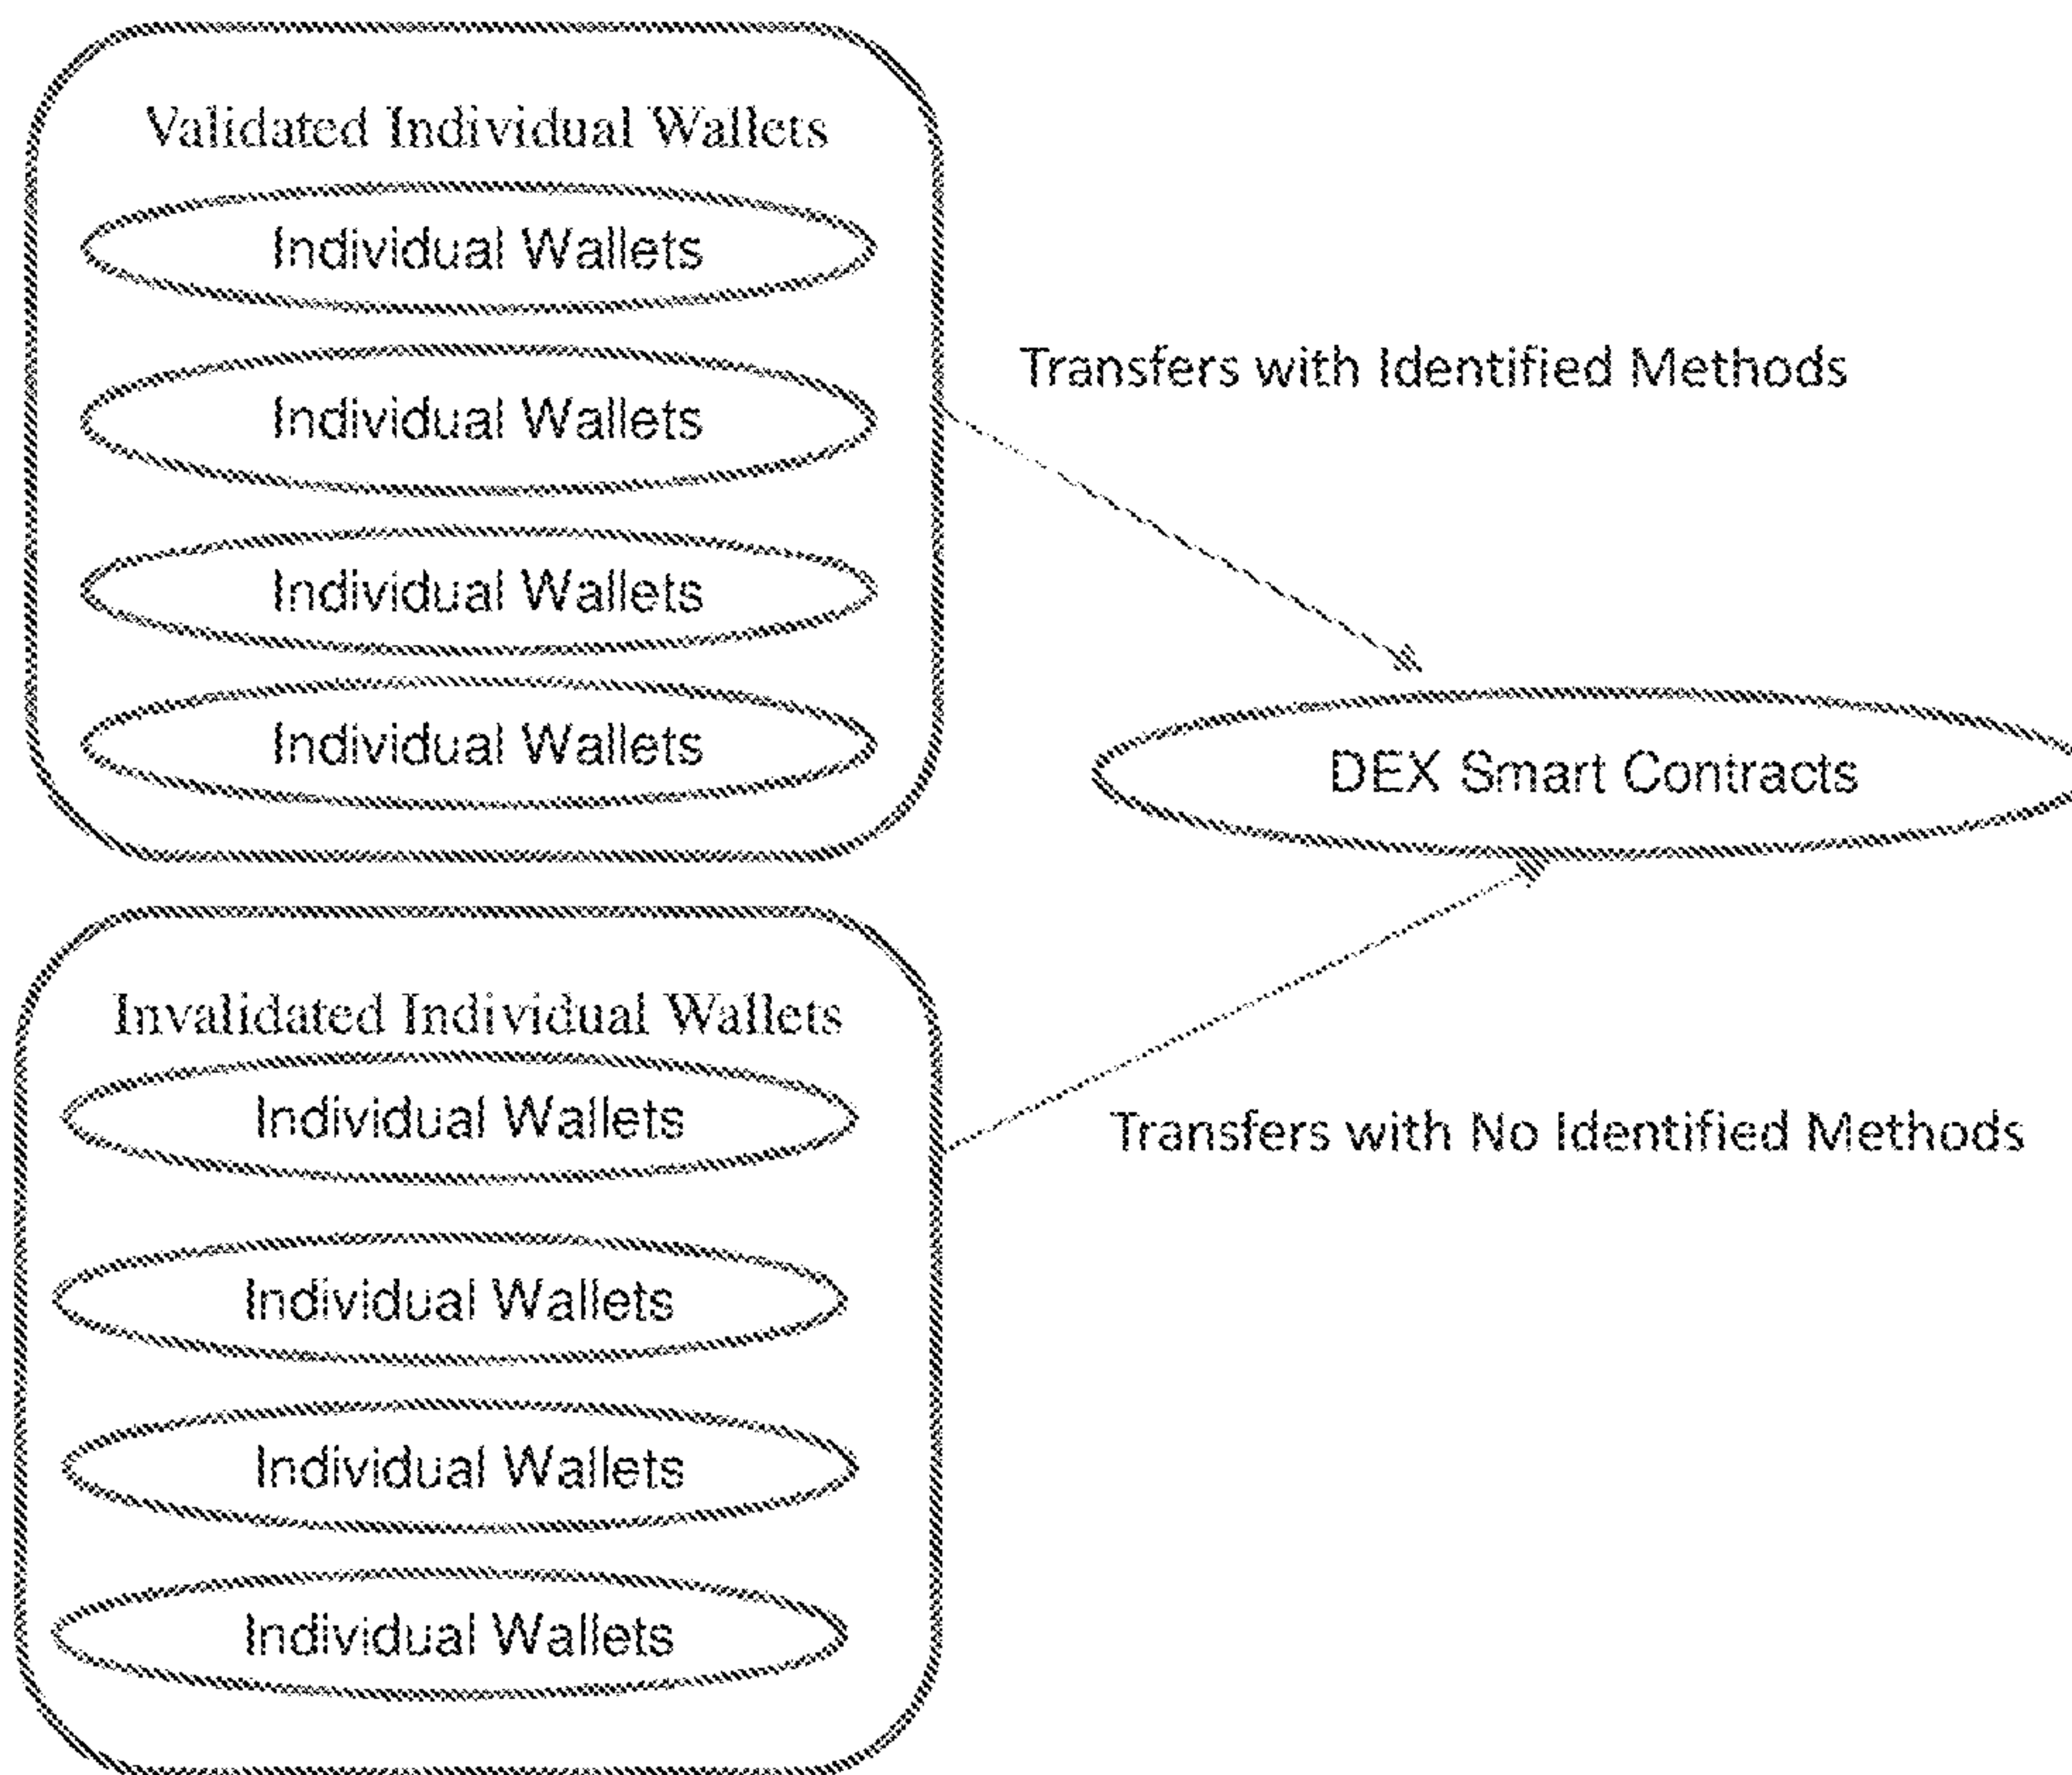 Validated Individual Wallets
Individual Wallets
Individual Wallets
Individual Wallets
Individual Wallets
Transfers with Identified Methods
DEX Smart Contracts
Invalidated Individual Wallets
Individual Wallets
Individual Wallets
Individual Wallets
Individual Wallets
Transfers with No Identified Methods